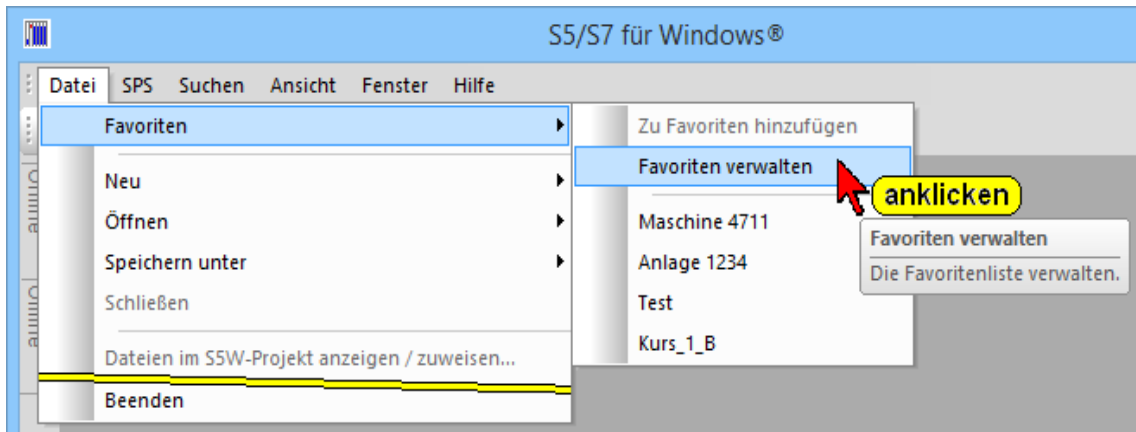 S5/S7 für Windows®
Datei SPS Suchen Ansicht Fenster Hilfe
Favoriten
Neu
Öffnen
Speichern unter
Schließen
Dateien im S5W-Projekt anzeigen / zuweisen...
Beenden
Zu Favoriten hinzufügen
Favoriten verwalten
Maschine 4711
Anlage 1234
Test
Kurs_1_B
anklicken
Favoriten verwalten
Die Favoritenliste verwalten.